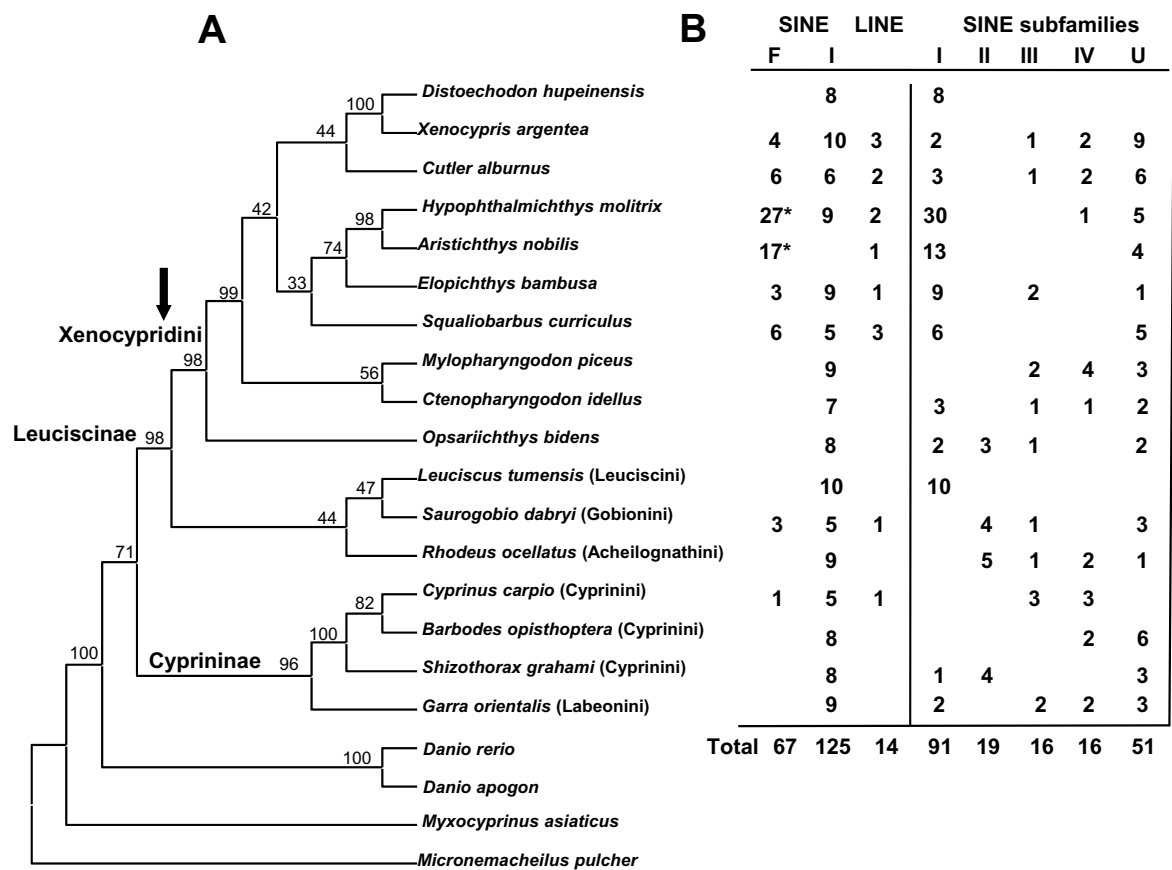 A
B
SINE LINE SINE subfamilies
F I I II III IV U
Distoechodon hupeinensis 8 8
100
44
Xenocypris argentea 4 10 3 2 1 2 9
Cutler alburnus 6 6 2 3 1 2 6
42
Hypophthalmichthys molitrix 27* 9 2 30 1 5
98
Aristichthys nobilis 17* 1 13 4
74
Elopichthys bambusa 3 9 1 9 2 1
33
99
Squaliobarbus curriculus 6 5 3 6 5
Xenocypridini
Mylopharyngodon piceus 9 2 4 3
98
56
Ctenopharyngodon idellus 7 3 1 1 2
Leuciscinae 98
Opsariichthys bidens 8 2 3 1 2
Leuciscus tumensis (Leuciscini) 10 10
47
44
Saurogobio dabryi (Gobionini) 3 5 1 4 1 3
Rhodeus ocellatus (Acheilognathini) 9 5 1 2 1
71
Cyprinus carpio (Cyprinini) 1 5 1 3 3
82
Barbodes opisthoptera (Cyprinini) 8 2 6
100
100
Cyprininae 96
Shizothorax grahami (Cyprinini) 8 1 4 3
Garra orientalis (Labeonini) 9 2 2 2 3
Total 67 125 14 91 19 16 16 51
Danio rerio
100
Danio apogon
Myxocyprinus asiaticus
Micronemacheilus pulcher